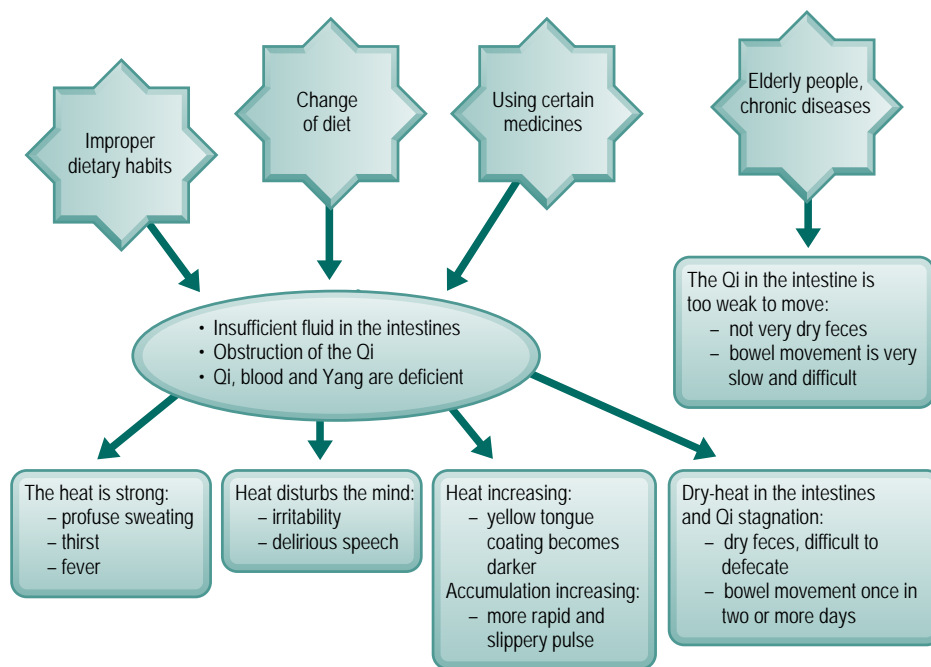 Improper
dietary habits
Change
of diet
Using certain
medicines
Elderly people,
chronic diseases
• Insufficient fluid in the intestines
• Obstruction of the Qi
• Qi, blood and Yang are deficient
The Qi in the intestine is
too weak to move:
– not very dry feces
– bowel movement is very
slow and difficult
The heat is strong:
– profuse sweating
– thirst
– fever
Heat disturbs the mind:
– irritability
– delirious speech
Heat increasing:
– yellow tongue
coating becomes
darker
Accumulation increasing:
– more rapid and
slippery pulse
Dry-heat in the intestines
and Qi stagnation:
– dry feces, difficult to
defecate
– bowel movement once in
two or more days